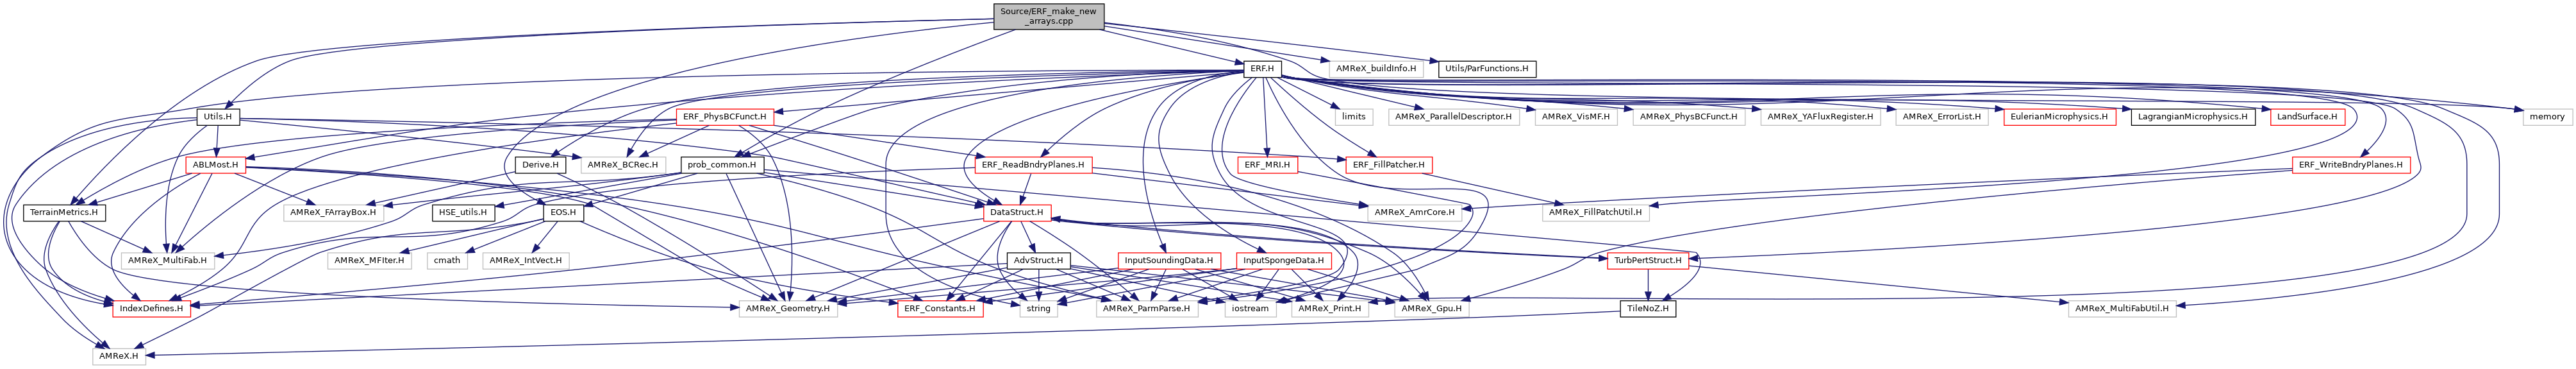 Source/ERF_make_new
_arrays.cpp
ERF.H
AMReX_buildInfo.H
Utils/ParFunctions.H
Utils.H
ERF_PhysBCFunct.H
limits
AMReX_ParallelDescriptor.H
AMReX_VisMF.H
AMReX_PhysBCFunct.H
AMReX_YAFluxRegister.H
AMReX_ErrorList.H
EulerianMicrophysics.H
LagrangianMicrophysics.H
LandSurface.H
memory
ABLMost.H
Derive.H
AMReX_BCRec.H
prob_common.H
ERF_ReadBndryPlanes.H
ERF_MRI.H
ERF_FillPatcher.H
ERF_WriteBndryPlanes.H
TerrainMetrics.H
AMReX_FArrayBox.H
HSE_utils.H
EOS.H
DataStruct.H
AMReX_AmrCore.H
AMReX_FillPatchUtil.H
AMReX_MultiFab.H
AMReX_MFIter.H
cmath
AMReX_IntVect.H
AdvStruct.H
InputSoundingData.H
InputSpongeData.H
TurbPertStruct.H
IndexDefines.H
AMReX_Geometry.H
ERF_Constants.H
string
AMReX_ParmParse.H
iostream
AMReX_Print.H
AMReX_Gpu.H
TileNoZ.H
AMReX_MultiFabUtil.H
AMReX.H